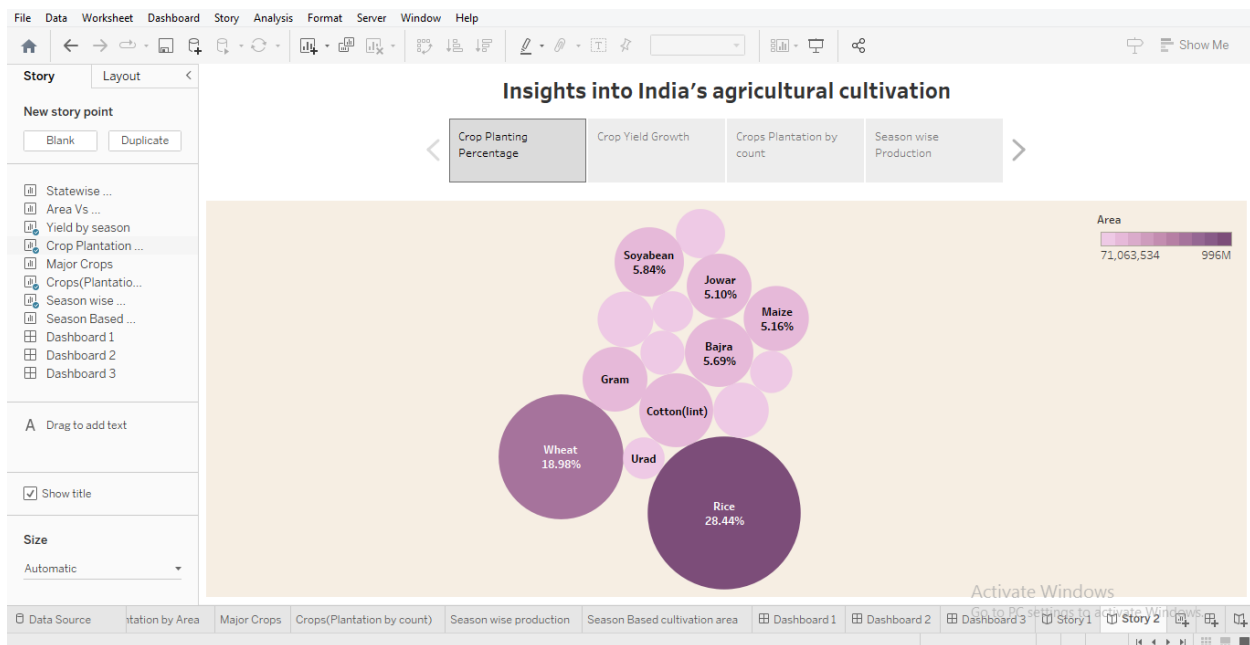 File Data Worksheet Dashboard Story Analysis Format Server Window Help
Show Me
Story Layout
New story point
Blank Duplicate
Statewise ...
Area Vs ...
Yield by season
Crop Plantation ...
Major Crops
Crops(Plantatio...
Season wise ...
Season Based ...
Dashboard 1
Dashboard 2
Dashboard 3
A Drag to add text
Show title
Size
Automatic
Insights into India's agricultural cultivation
Crop Planting
Percentage
Crop Yield Growth
Crops Plantation by
count
Season wise
Production
Area
71,063,534 996M
Soyabean
5.84%
Jowar
5.10%
Maize
5.16%
Bajra
5.69%
Gram
Cotton(lint)
Wheat
18.98%
Urad
Rice
28.44%
Activate Windows
Go to PC settings to activate Windows.
Data Source ntation by Area Major Crops Crops(Plantation by count) Season wise production Season Based cultivation area Dashboard 1 Dashboard 2 Dashboard 3 Story 1 Story 2